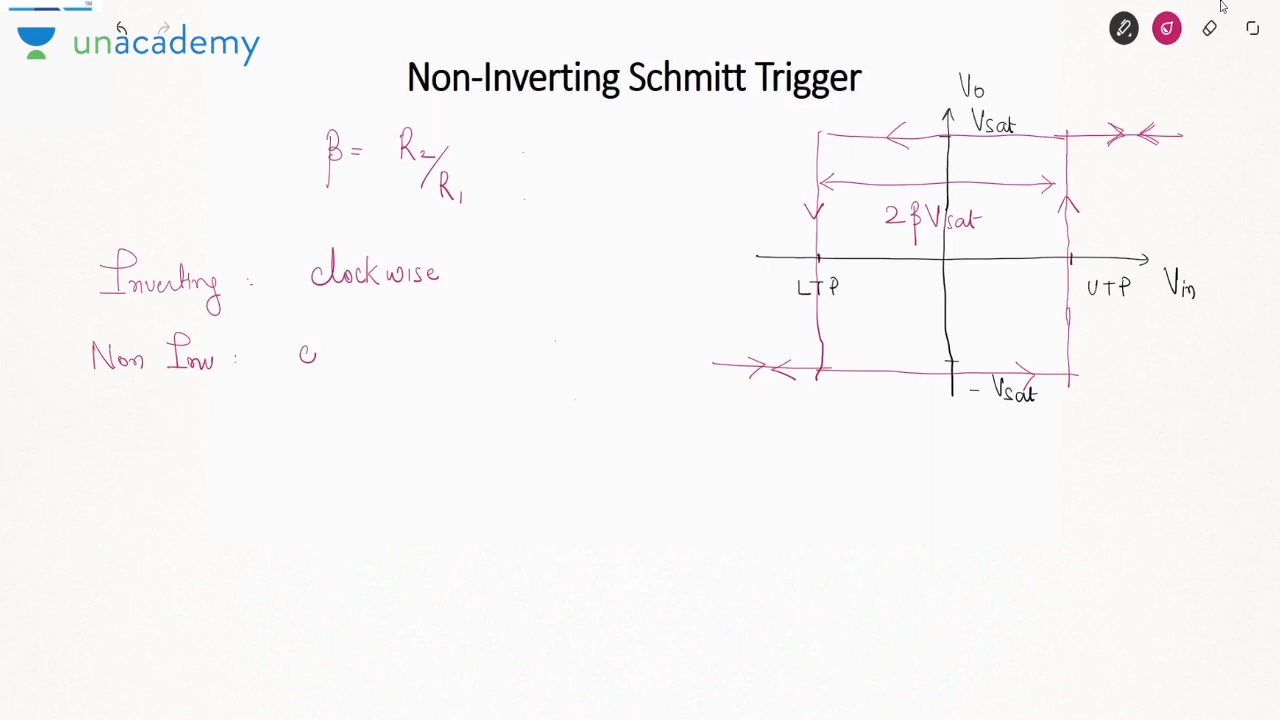 unacademy
Non-Inverting Schmitt Trigger
β = R2/R1
Inverting : clockwise
Non Inv : c
Vo
Vsat
2βVsat
LTP
UTP
Vin
- Vsat